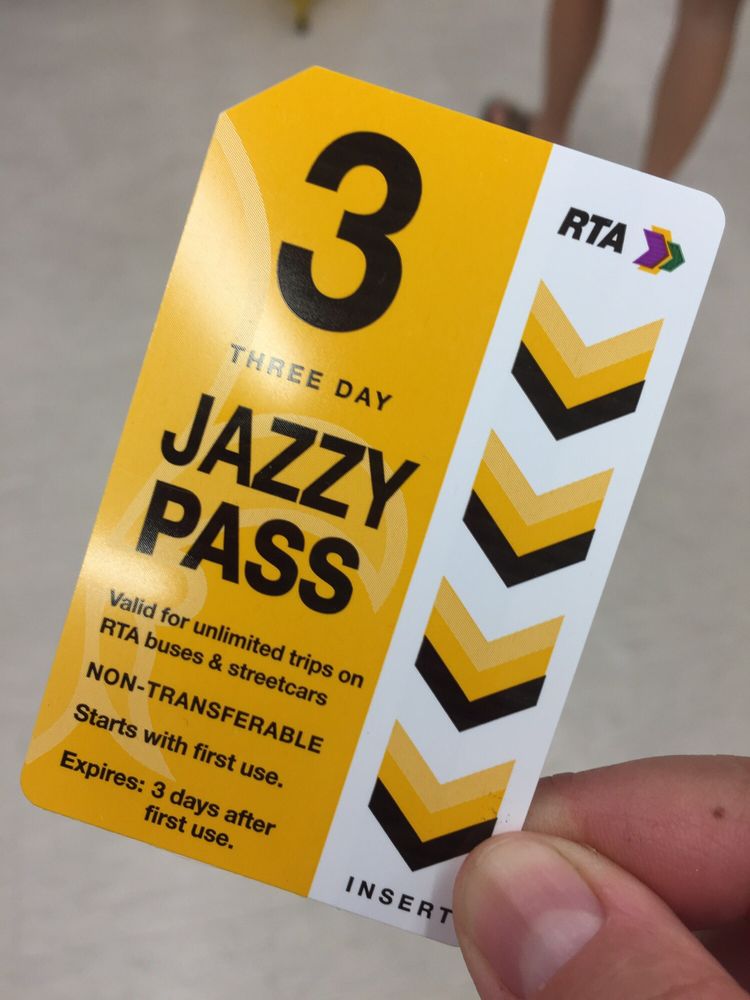 3
THREE DAY
JAZZY
PASS
Valid for unlimited trips on
RTA buses & streetcars
NON-TRANSFERABLE
Starts with first use.
Expires: 3 days after
first use.
RTA
INSERT